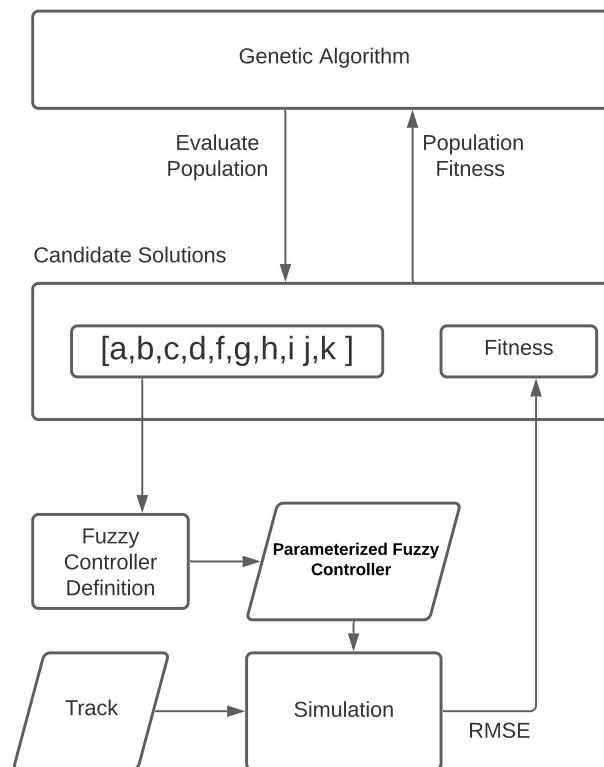 Genetic Algorithm
Evaluate
Population
Population
Fitness
Candidate Solutions
[a,b,c,d,f,g,h,i j,k ]
Fitness
Fuzzy
Controller
Definition
Parameterized Fuzzy
Controller
Track
Simulation
RMSE